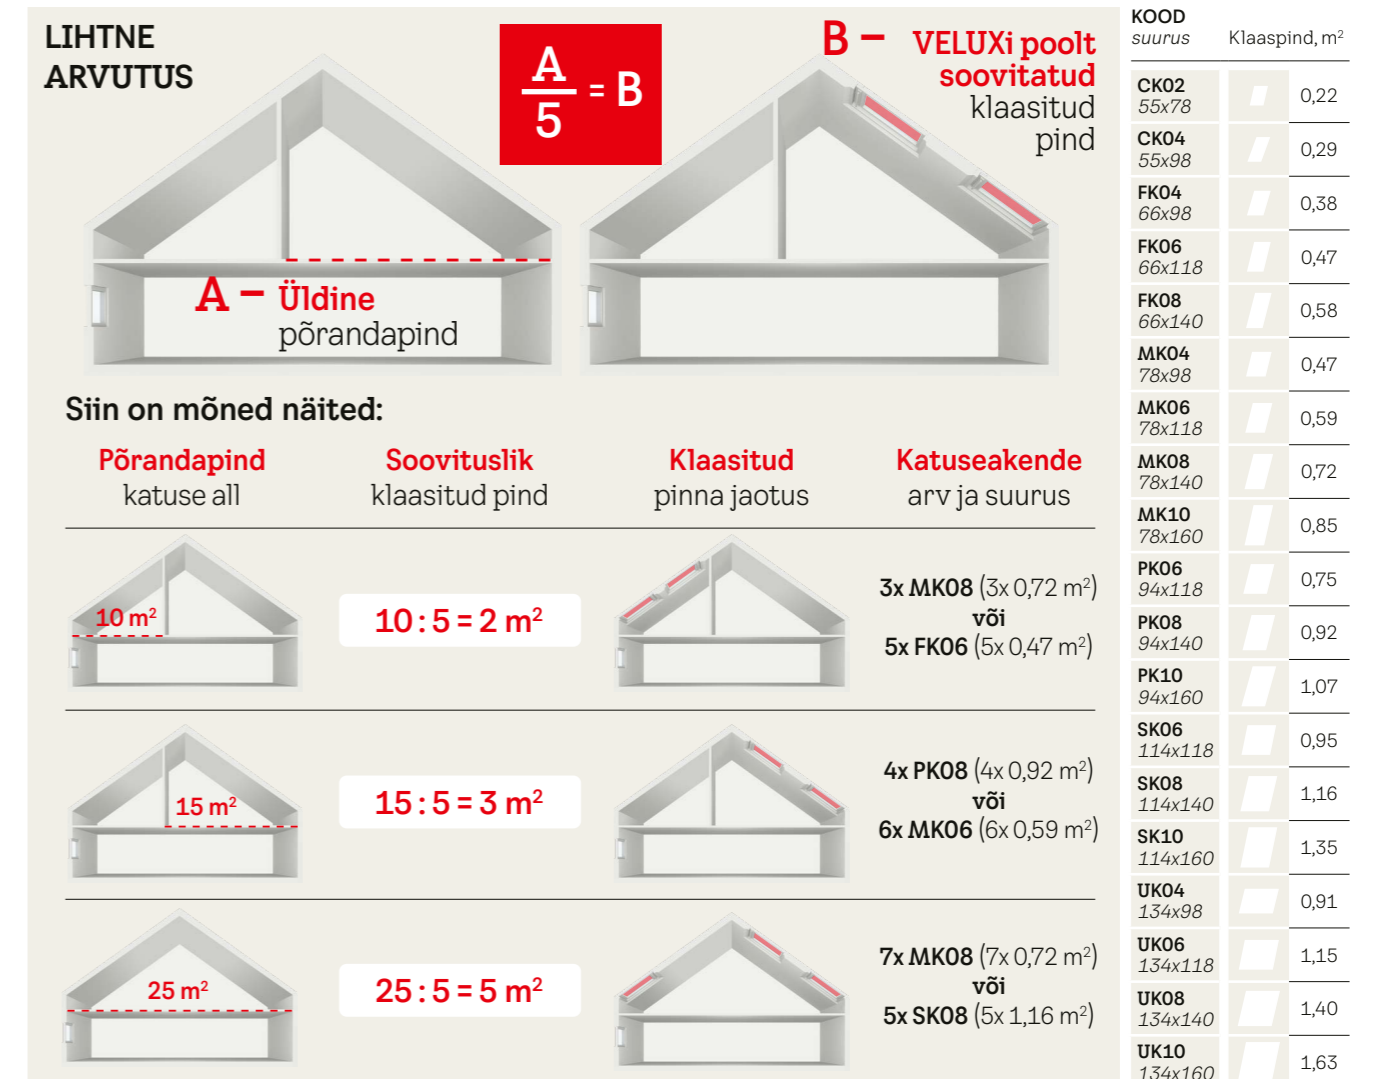 LIHTNE
ARVUTUS
A
5
= B
B – VELUXi poolt
soovitatud
klaasitud
pind
A – Üldine
põrandapind
Siin on mõned näited:
Põrandapind
katuse all
Soovituslik
klaasitud pind
Klaasitud
pinna jaotus
Katuseakende
arv ja suurus
10 m²
10 : 5 = 2 m²
3x MK08 (3x 0,72 m²)
või
5x FK06 (5x 0,47 m²)
15 m²
15 : 5 = 3 m²
4x PK08 (4x 0,92 m²)
või
6x MK06 (6x 0,59 m²)
25 m²
25 : 5 = 5 m²
7x MK08 (7x 0,72 m²)
või
5x SK08 (5x 1,16 m²)
KOOD
suurus Klaaspind, m²
CK02
55x78 0,22
CK04
55x98 0,29
FK04
66x98 0,38
FK06
66x118 0,47
FK08
66x140 0,58
MK04
78x98 0,47
MK06
78x118 0,59
MK08
78x140 0,72
MK10
78x160 0,85
PK06
94x118 0,75
PK08
94x140 0,92
PK10
94x160 1,07
SK06
114x118 0,95
SK08
114x140 1,16
SK10
114x160 1,35
UK04
134x98 0,91
UK06
134x118 1,15
UK08
134x140 1,40
UK10
134x160 1,63